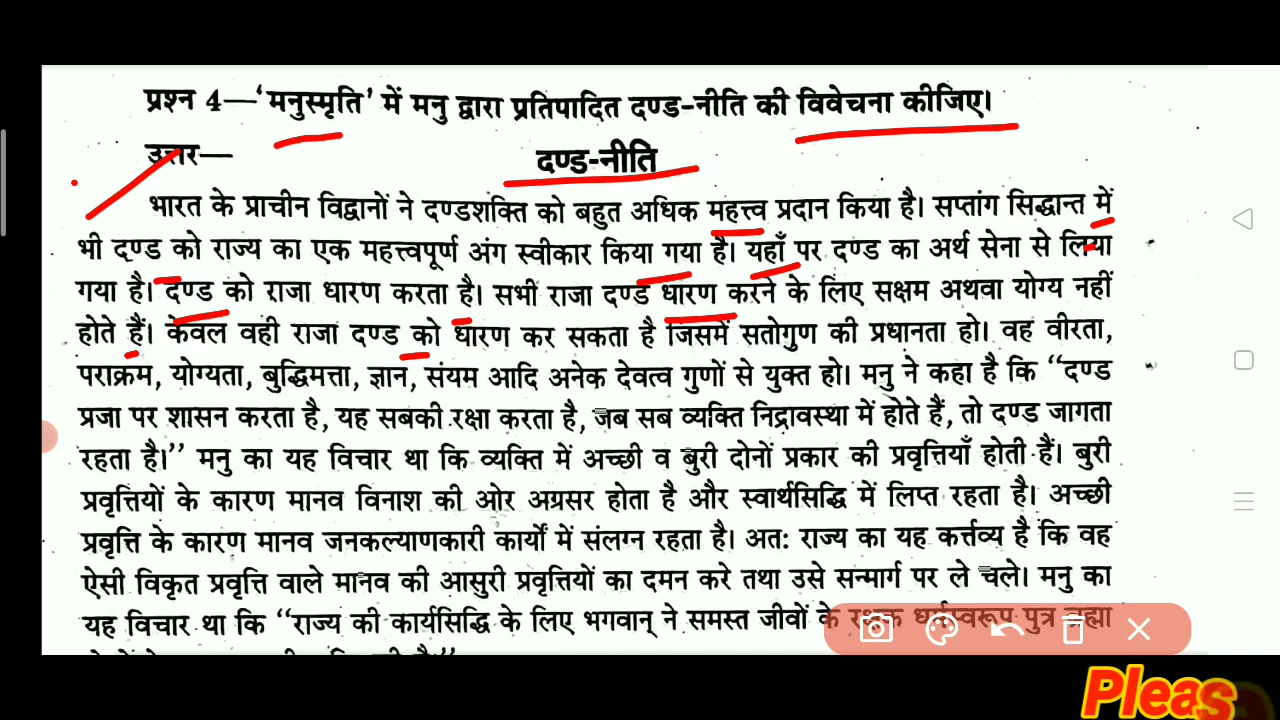 प्रश्न 4—‘मनुस्मृति’ में मनु द्वारा प्रतिपादित दण्ड-नीति की विवेचना कीजिए।
उत्तर— दण्ड-नीति
भारत के प्राचीन विद्वानों ने दण्डशक्ति को बहुत अधिक महत्त्व प्रदान किया है। सप्तांग सिद्धान्त में
भी दण्ड को राज्य का एक महत्त्वपूर्ण अंग स्वीकार किया गया है। यहाँ पर दण्ड का अर्थ सेना से लिया
गया है। दण्ड को राजा धारण करता है। सभी राजा दण्ड धारण करने के लिए सक्षम अथवा योग्य नहीं
होते हैं। केवल वही राजा दण्ड को धारण कर सकता है जिसमें सतोगुण की प्रधानता हो। वह वीरता,
पराक्रम, योग्यता, बुद्धिमत्ता, ज्ञान, संयम आदि अनेक देवत्व गुणों से युक्त हो। मनु ने कहा है कि ‘‘दण्ड
प्रजा पर शासन करता है, यह सबकी रक्षा करता है, जब सब व्यक्ति निद्रावस्था में होते हैं, तो दण्ड जागता
रहता है।’’ मनु का यह विचार था कि व्यक्ति में अच्छी व बुरी दोनों प्रकार की प्रवृत्तियाँ होती हैं। बुरी
प्रवृत्तियों के कारण मानव विनाश की ओर अग्रसर होता है और स्वार्थसिद्धि में लिप्त रहता है। अच्छी
प्रवृत्ति के कारण मानव जनकल्याणकारी कार्यों में संलग्न रहता है। अतः राज्य का यह कर्त्तव्य है कि वह
ऐसी विकृत प्रवृत्ति वाले मानव की आसुरी प्रवृत्तियों का दमन करे तथा उसे सन्मार्ग पर ले चले। मनु का
यह विचार था कि ‘‘राज्य की कार्यसिद्धि के लिए भगवान् ने समस्त जीवों के रक्षक धर्मस्वरूप पुत्र ब्रह्मा
Pleas